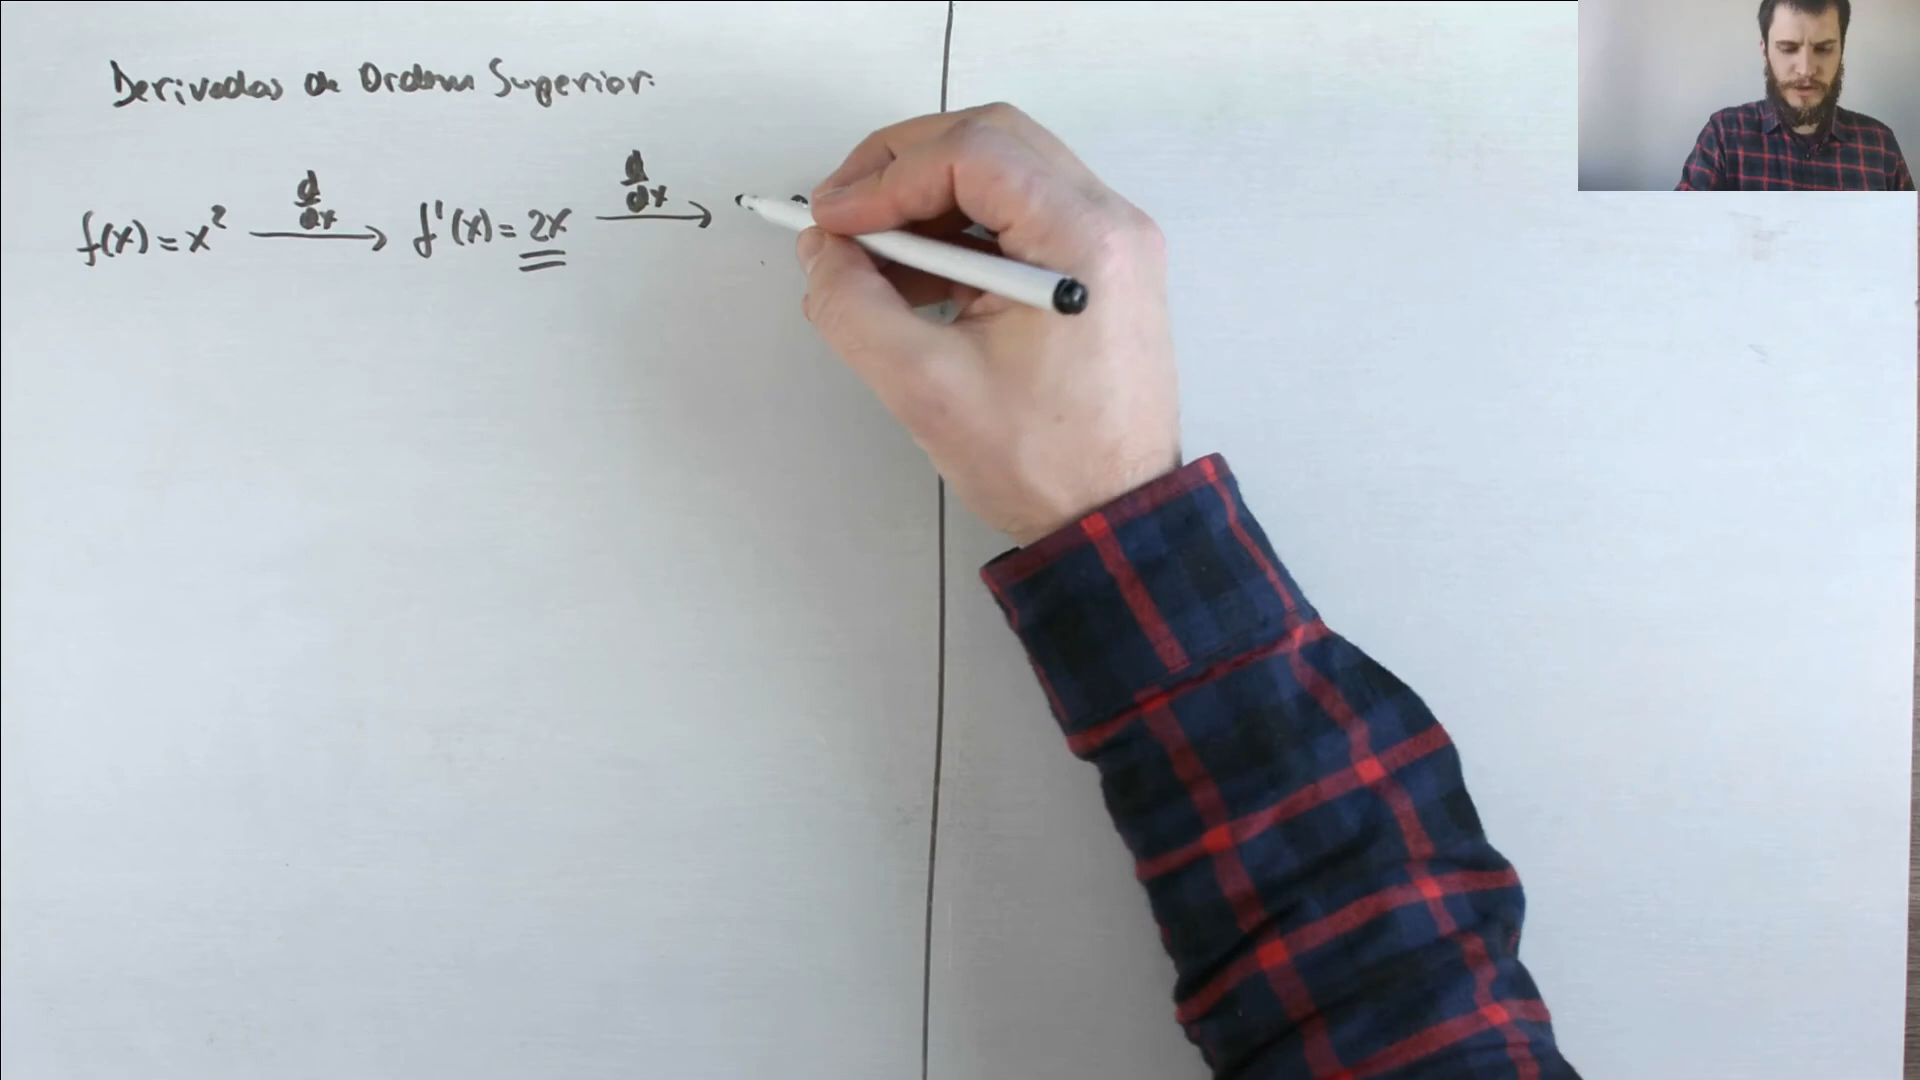 Derivadas de Ordem Superior.
f(x) = x² d/dx → f'(x) = 2x d/dx →